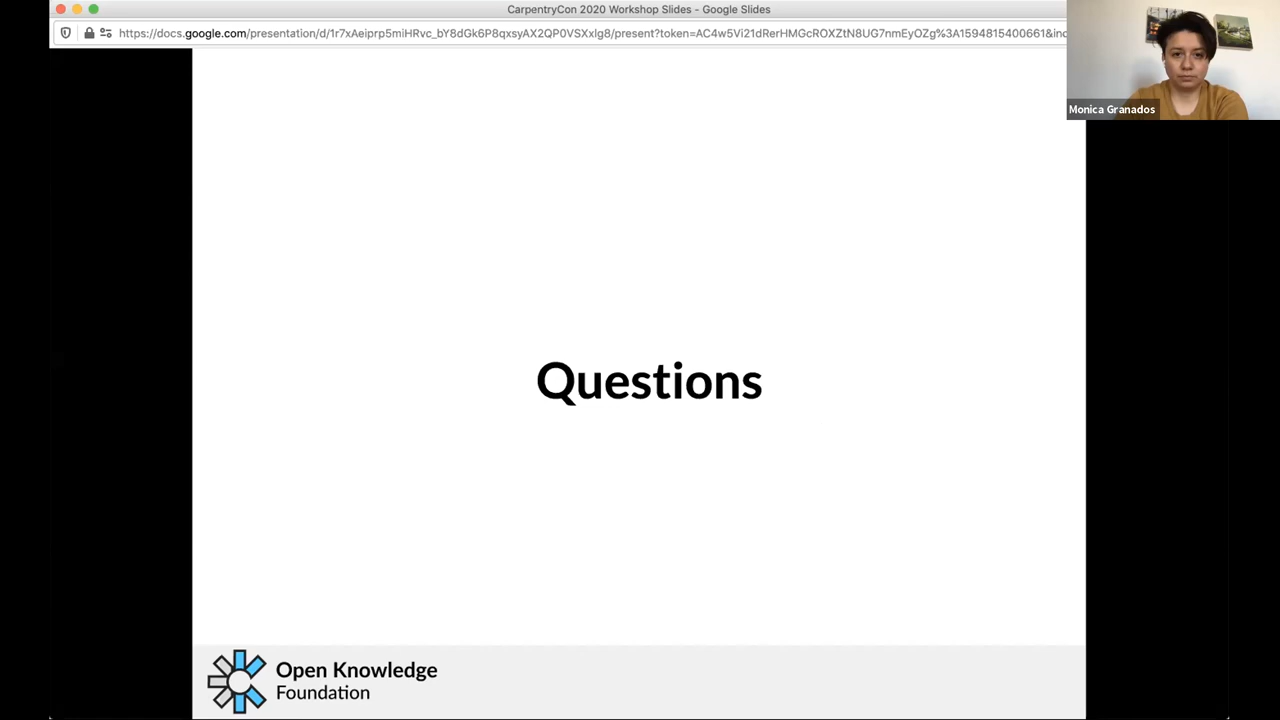 CarpentryCon 2020 Workshop Slides - Google Slides
https://docs.google.com/presentation/d/1r7xAeiprp5miHRvc_bY8dGk6P8qxsyAX2QP0VSXxIg8/present?token=AC4w5Vi21dRerHMGcROXZtN8UG7nmEyOZg%3A1594815400661&inc
Monica Granados
Questions
Open Knowledge
Foundation